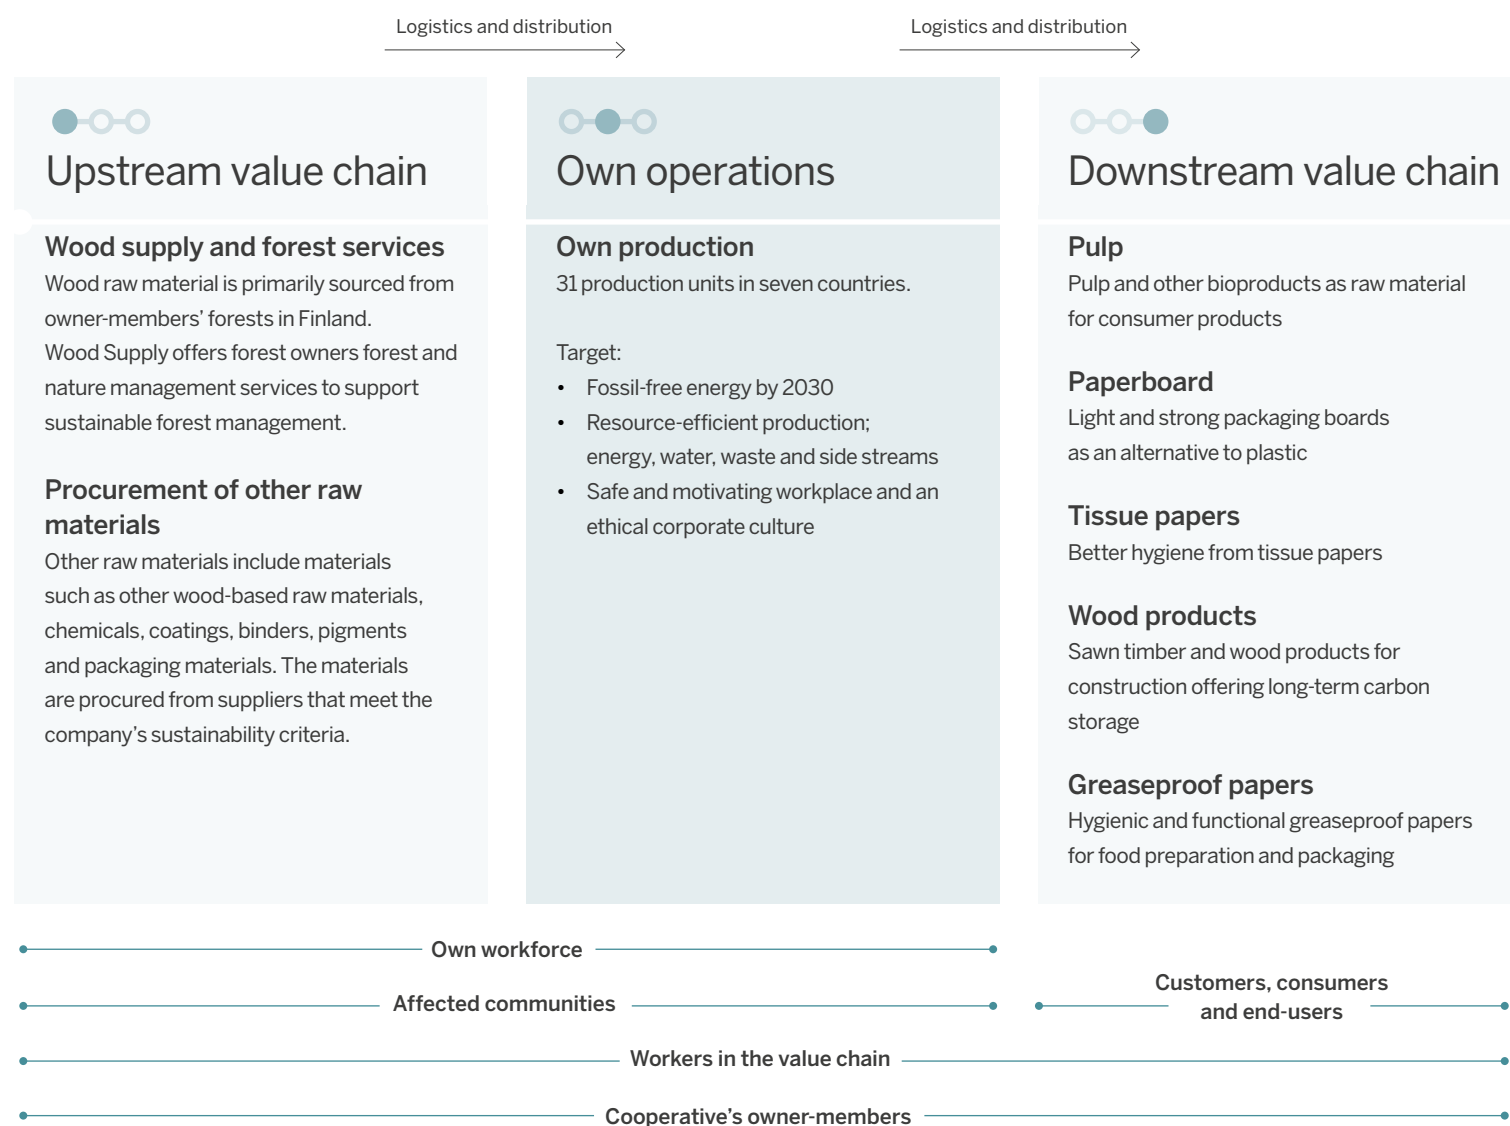 Logistics and distribution
Logistics and distribution
Upstream value chain
Wood supply and forest services
Wood raw material is primarily sourced from
owner-members’ forests in Finland.
Wood Supply offers forest owners forest and
nature management services to support
sustainable forest management.
Procurement of other raw
materials
Other raw materials include materials
such as other wood-based raw materials,
chemicals, coatings, binders, pigments
and packaging materials. The materials
are procured from suppliers that meet the
company’s sustainability criteria.
Own operations
Own production
31 production units in seven countries.
Target:
• Fossil-free energy by 2030
• Resource-efficient production;
energy, water, waste and side streams
• Safe and motivating workplace and an
ethical corporate culture
Downstream value chain
Pulp
Pulp and other bioproducts as raw material
for consumer products
Paperboard
Light and strong packaging boards
as an alternative to plastic
Tissue papers
Better hygiene from tissue papers
Wood products
Sawn timber and wood products for
construction offering long-term carbon
storage
Greaseproof papers
Hygienic and functional greaseproof papers
for food preparation and packaging
Own workforce
Affected communities
Customers, consumers
and end-users
Workers in the value chain
Cooperative’s owner-members